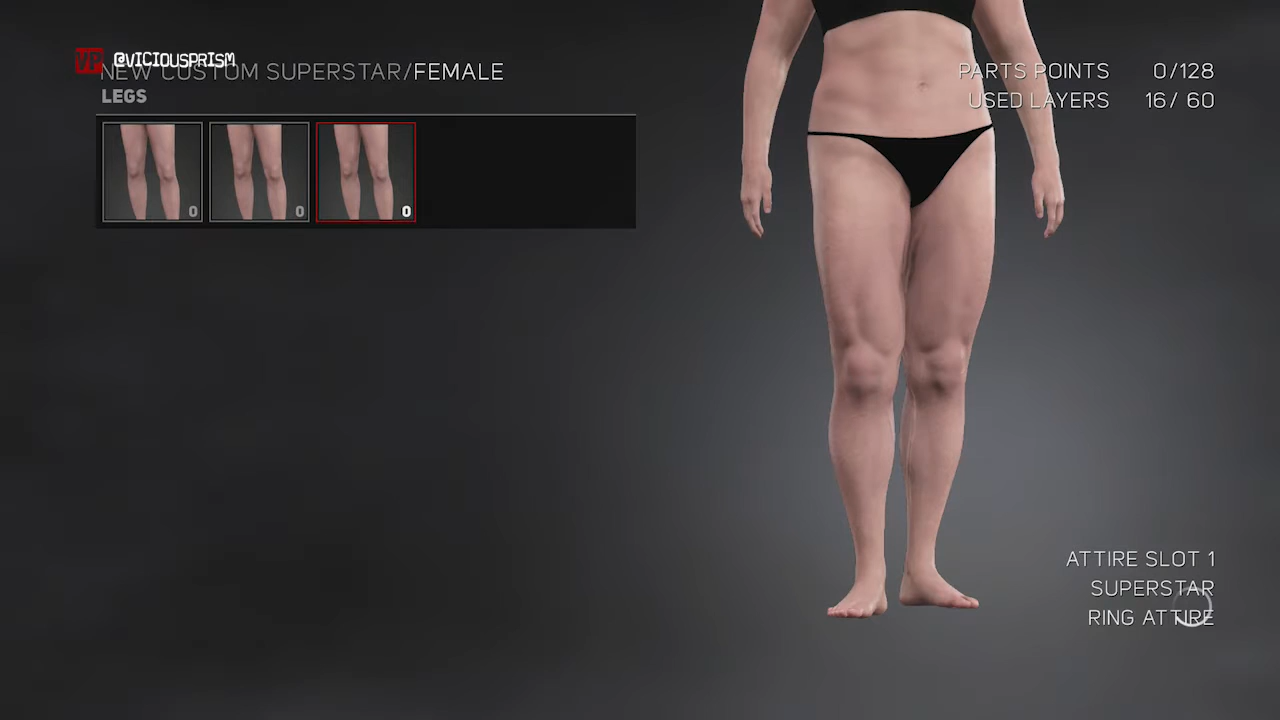 VP @VICIOUSPRISM
NEW CUSTOM SUPERSTAR/FEMALE
LEGS
0 0 0
PARTS POINTS 0/128
USED LAYERS 16/ 60
ATTIRE SLOT 1
SUPERSTAR
RING ATTIRE